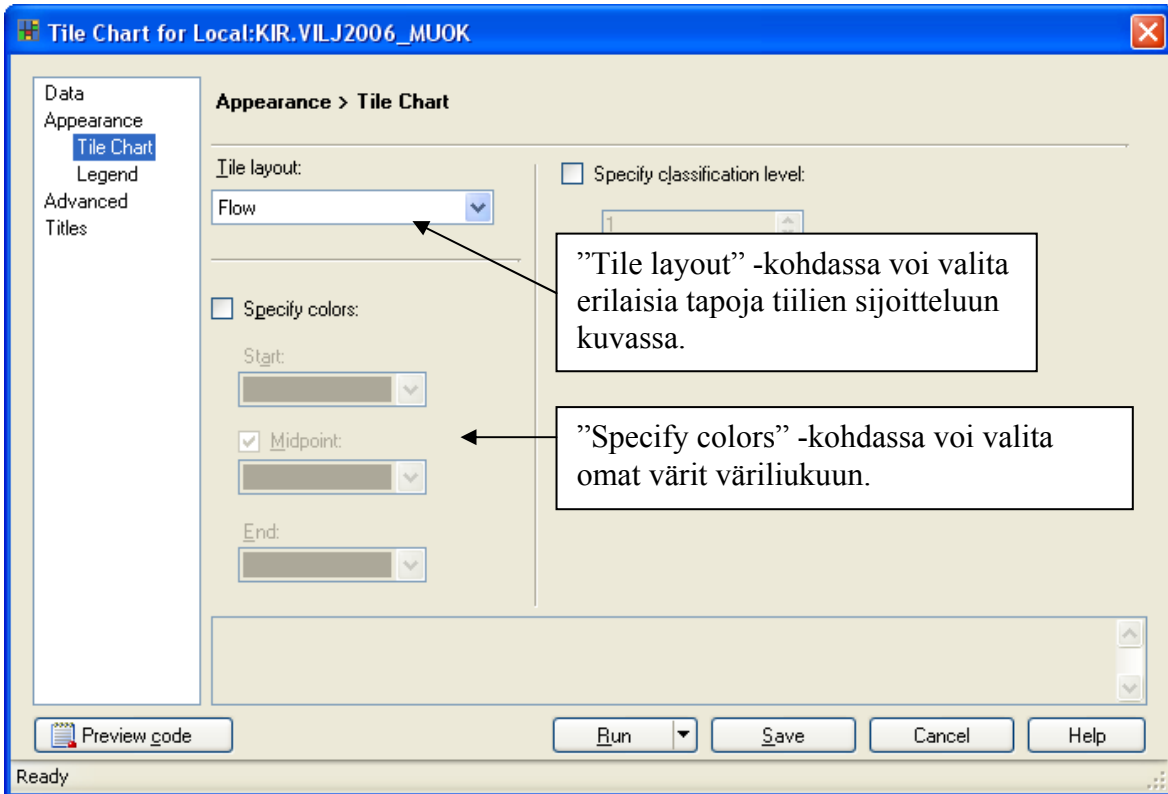 Tile Chart for Local:KIR.VILJ2006_MUOK
Data
Appearance
Tile Chart
Legend
Advanced
Titles
Appearance > Tile Chart
Tile layout:
Flow
Specify colors:
Start:
Midpoint:
End:
Specify classification level:
1
”Tile layout” -kohdassa voi valita
erilaisia tapoja tiilien sijoitteluun
kuvassa.
”Specify colors” -kohdassa voi valita
omat värit väriliukuun.
Preview code
Run
Save
Cancel
Help
Ready